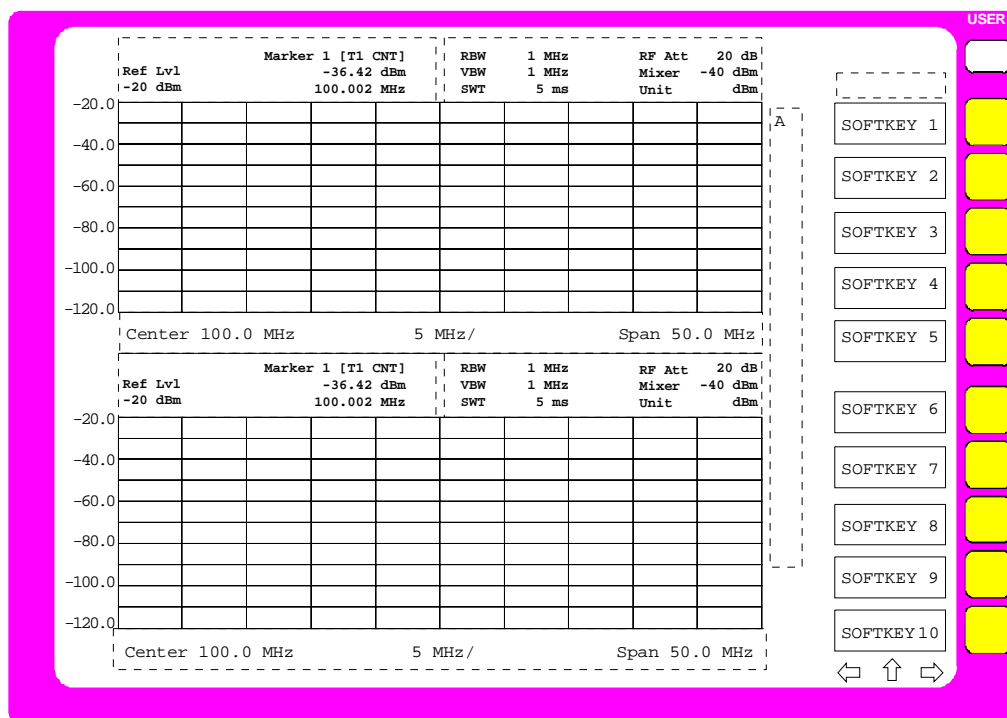 USER
Marker 1 [T1 CNT] RBW 1 MHz RF Att 20 dB
Ref Lvl -36.42 dBm VBW 1 MHz Mixer -40 dBm
-20 dBm 100.002 MHz SWT 5 ms Unit dBm
-20.0
-40.0
-60.0
-80.0
-100.0
-120.0
Center 100.0 MHz 5 MHz/ Span 50.0 MHz
Marker 1 [T1 CNT] RBW 1 MHz RF Att 20 dB
Ref Lvl -36.42 dBm VBW 1 MHz Mixer -40 dBm
-20 dBm 100.002 MHz SWT 5 ms Unit dBm
-20.0
-40.0
-60.0
-80.0
-100.0
-120.0
Center 100.0 MHz 5 MHz/ Span 50.0 MHz
A
SOFTKEY 1
SOFTKEY 2
SOFTKEY 3
SOFTKEY 4
SOFTKEY 5
SOFTKEY 6
SOFTKEY 7
SOFTKEY 8
SOFTKEY 9
SOFTKEY 10